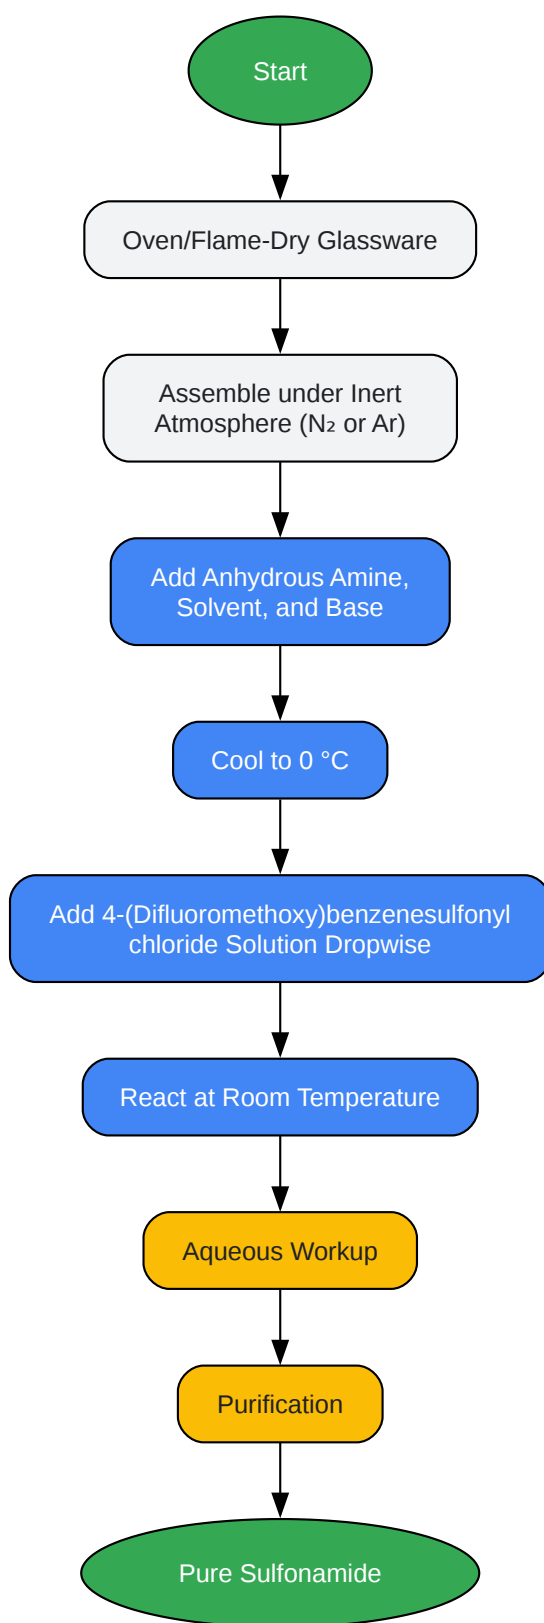 Start
Oven/Flame-Dry Glassware
Assemble under Inert
Atmosphere (N₂ or Ar)
Add Anhydrous Amine,
Solvent, and Base
Cool to 0 °C
Add 4-(Difluoromethoxy)benzenesulfonyl
chloride Solution Dropwise
React at Room Temperature
Aqueous Workup
Purification
Pure Sulfonamide